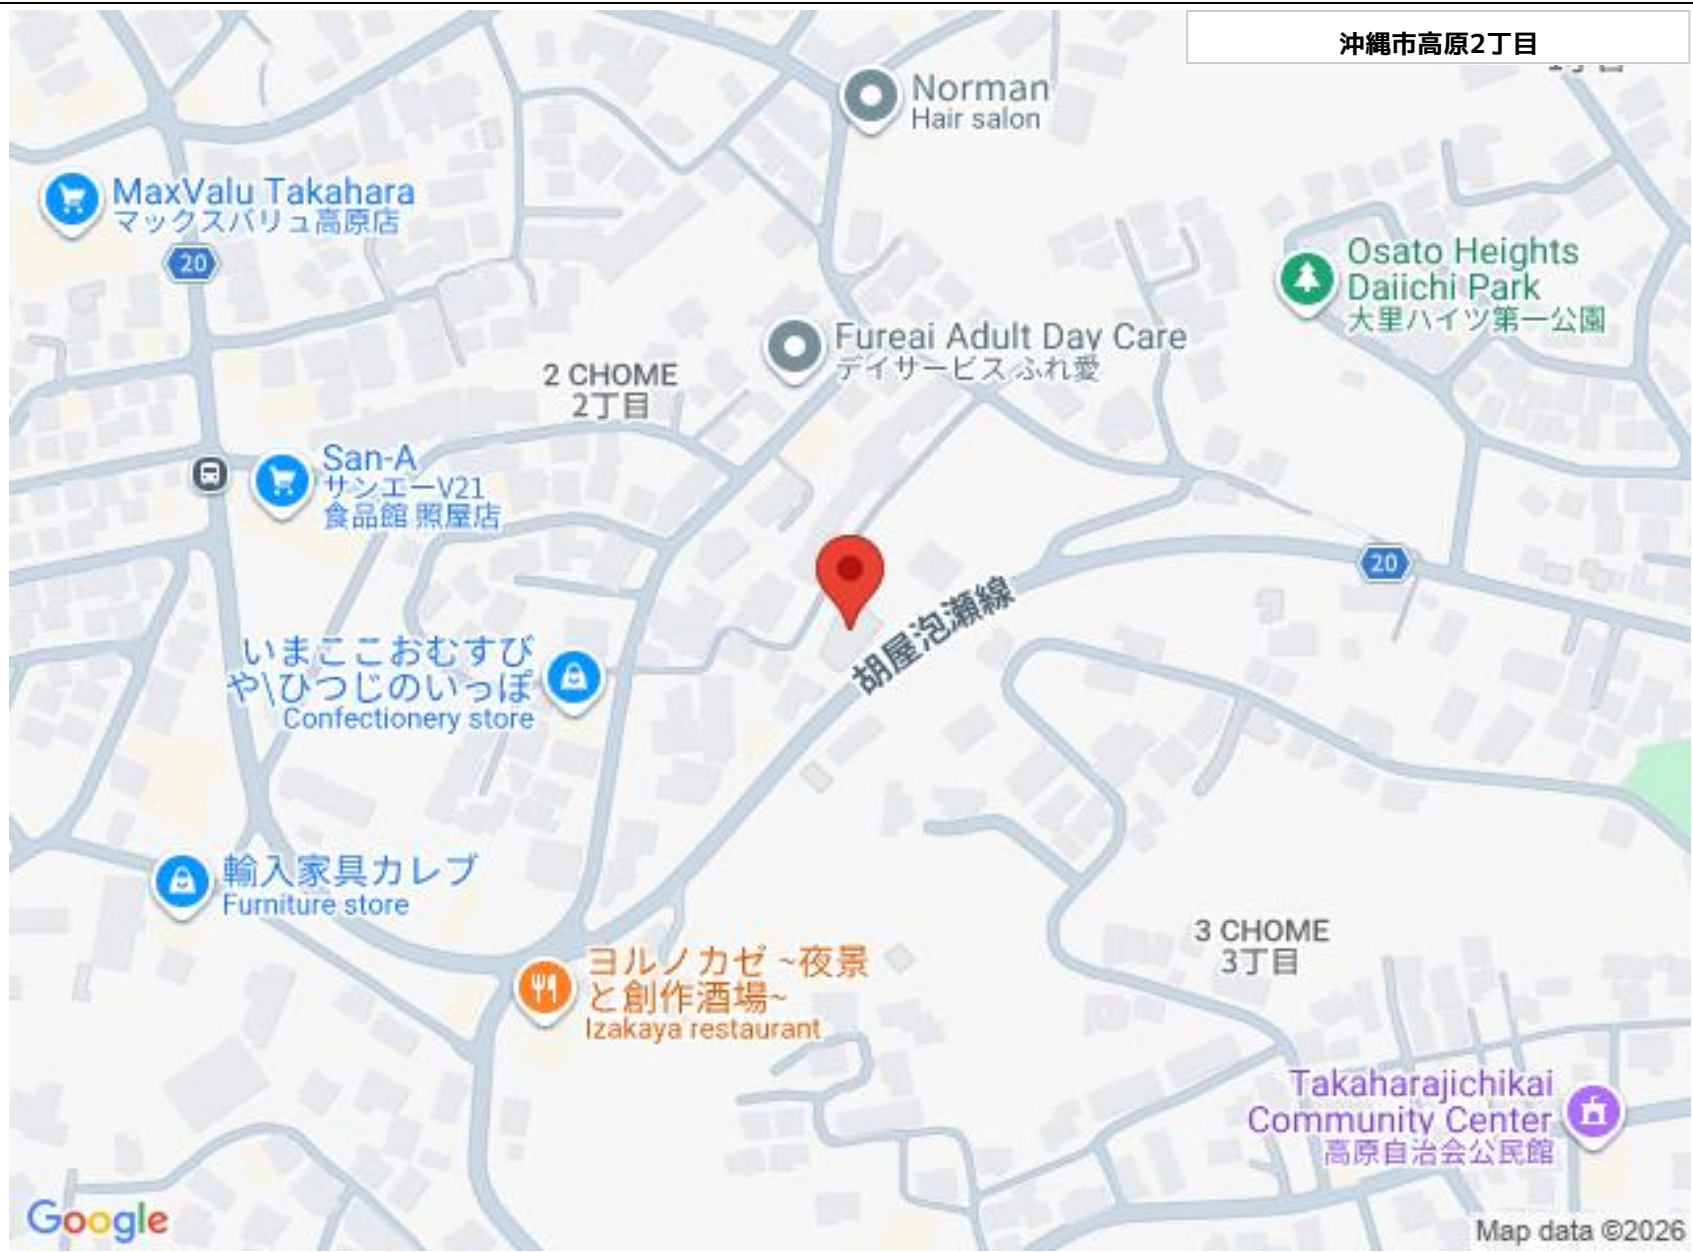 沖縄市高原2丁目
Norman
Hair salon
MaxValu Takahara
マックスバリュ高原店
20
Osato Heights
Daiichi Park
大里ハイツ第一公園
Fureai Adult Day Care
デイサービス ふれ愛
2 CHOME
2丁目
San-A
サンエーV21
食品館 照屋店
20
胡屋泡瀬線
いまここおむすび
や\ひつじのいっぽ
Confectionery store
輸入家具カレブ
Furniture store
3 CHOME
3丁目
ヨルノカゼ ~夜景
と創作酒場~
Izakaya restaurant
Takaharajichikai
Community Center
高原自治会公民館
Google
Map data ©2026